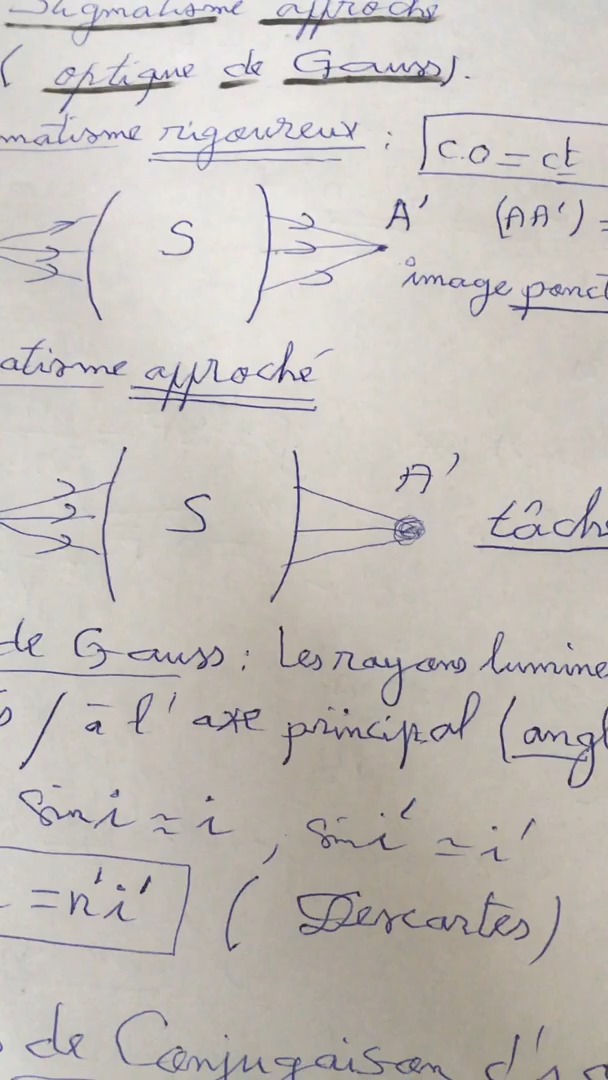 Stigmatisme approché
( optique de Gauss).
matisme rigoureux : c.o = ct
S A' (AA') =
image ponct
atisme approché
S A' tâche
de Gauss : Les rayons lumine
/ à l'axe principal (angl
sin i ≃ i , sin i' ≃ i'
= n'i' ( Descartes)
de Conjugaison d'